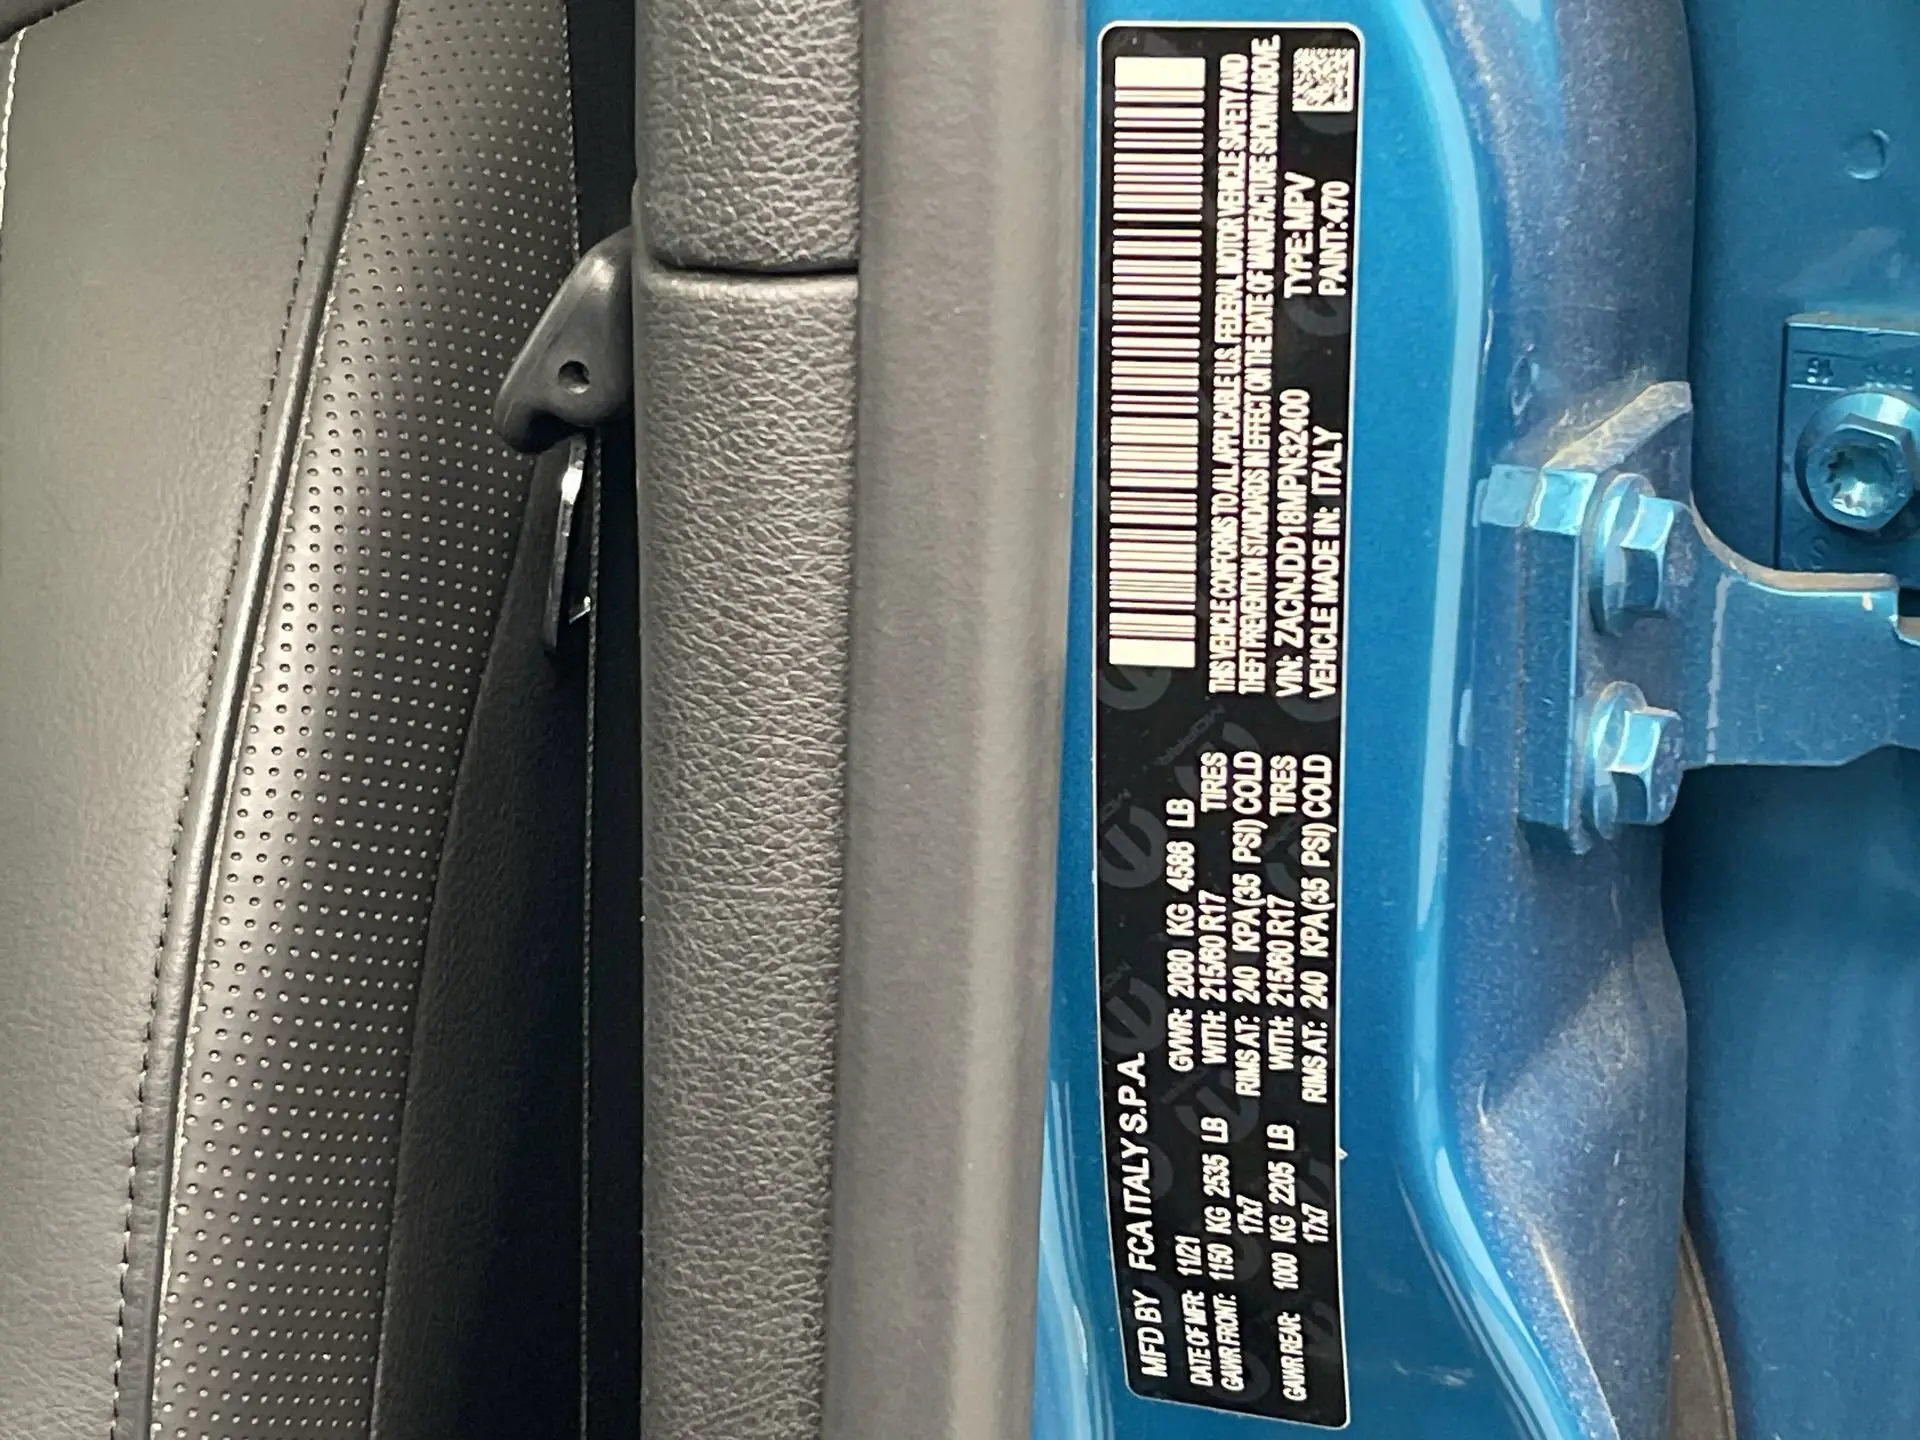 MFD BY FCA ITALY S.P.A.
DATE OF MFR: 11/21 GVWR: 2080 KG 4586 LB
GAWR FRONT: 1150 KG 2535 LB WITH: 215/60 R17 TIRES
17x7 RIMS AT: 240 KPA(35 PSI) COLD
GAWR REAR: 1000 KG 2205 LB WITH: 215/60 R17 TIRES
17x7 RIMS AT: 240 KPA(35 PSI) COLD
THIS VEHICLE CONFORMS TO ALL APPLICABLE U.S. FEDERAL MOTOR VEHICLE SAFETY AND
THEFT PREVENTION STANDARDS IN EFFECT ON THE DATE OF MANUFACTURE SHOWN ABOVE.
VIN: ZACNJDD18MPN32400 TYPE: MPV
VEHICLE MADE IN: ITALY PAINT: 470